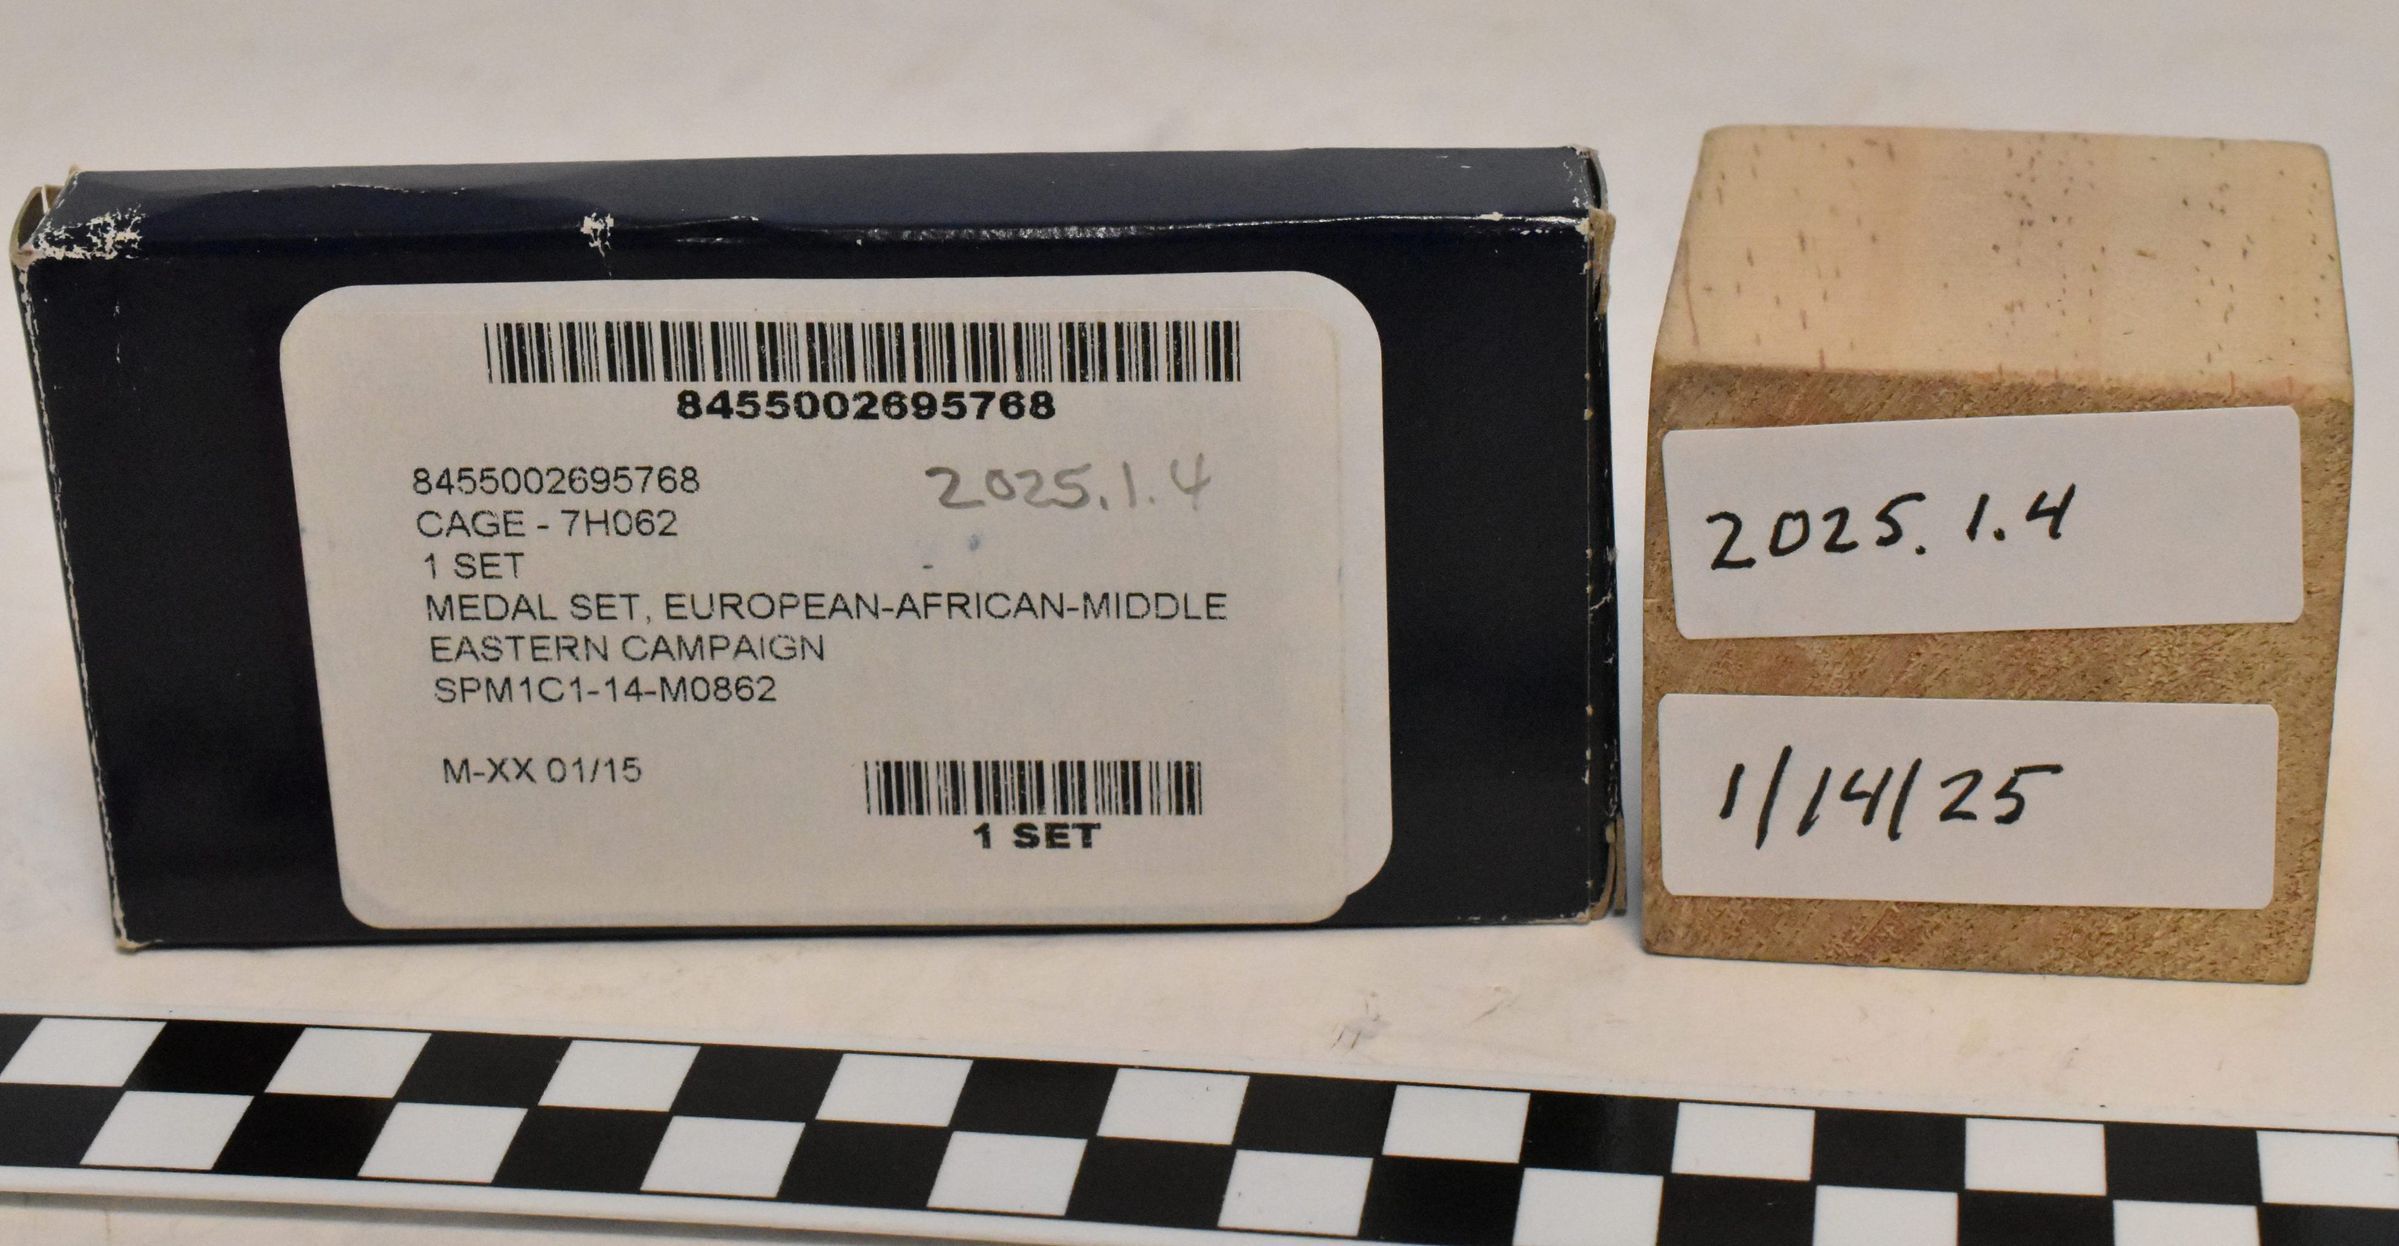 8455002695768
8455002695768
2025.1.4
CAGE - 7H062
1 SET
MEDAL SET, EUROPEAN-AFRICAN-MIDDLE
EASTERN CAMPAIGN
SPM1C1-14-M0862
M-XX 01/15
1 SET
2025.1.4
1/14/25